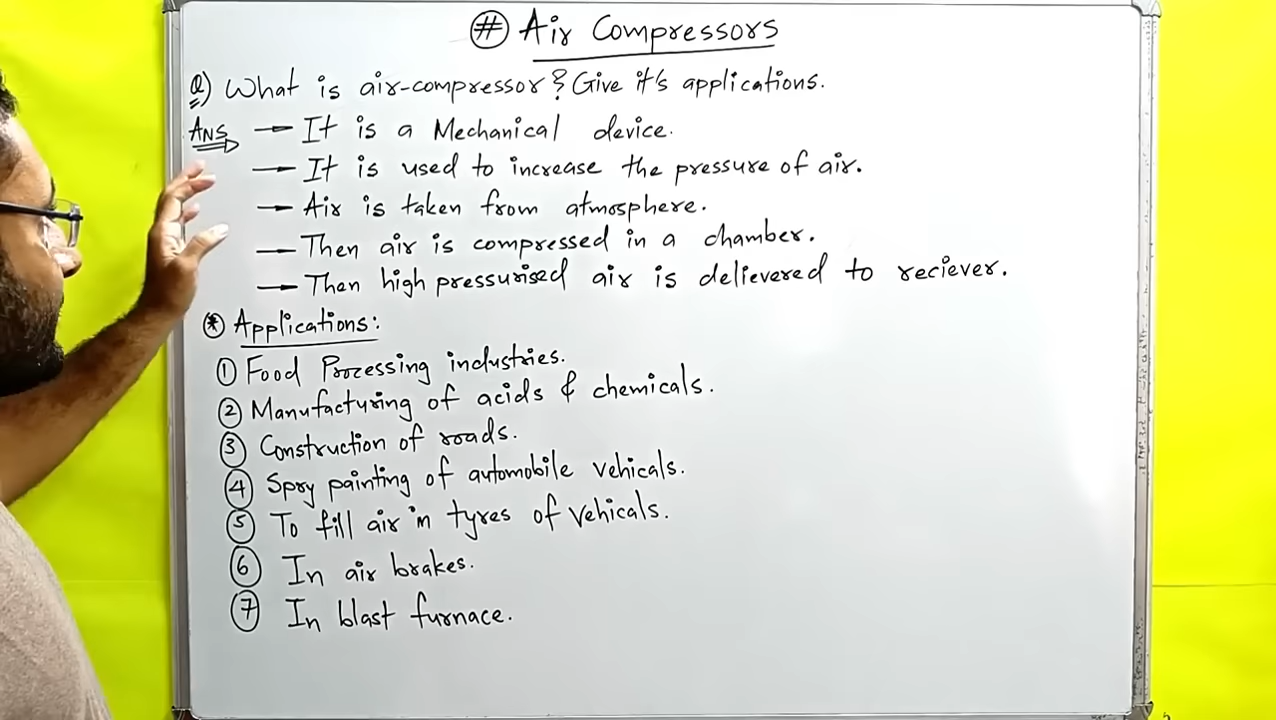 # Air Compressors
Q) What is air-compressor? Give it's applications.
Ans → It is a Mechanical device.
→ It is used to increase the pressure of air.
→ Air is taken from atmosphere.
→ Then air is compressed in a chamber.
→ Then high pressurised air is delievered to reciever.
* Applications:
① Food Processing industries.
② Manufacturing of acids & chemicals.
③ Construction of roads.
④ Spry painting of automobile vehicals.
⑤ To fill air in tyres of vehicals.
⑥ In air brakes.
⑦ In blast furnace.